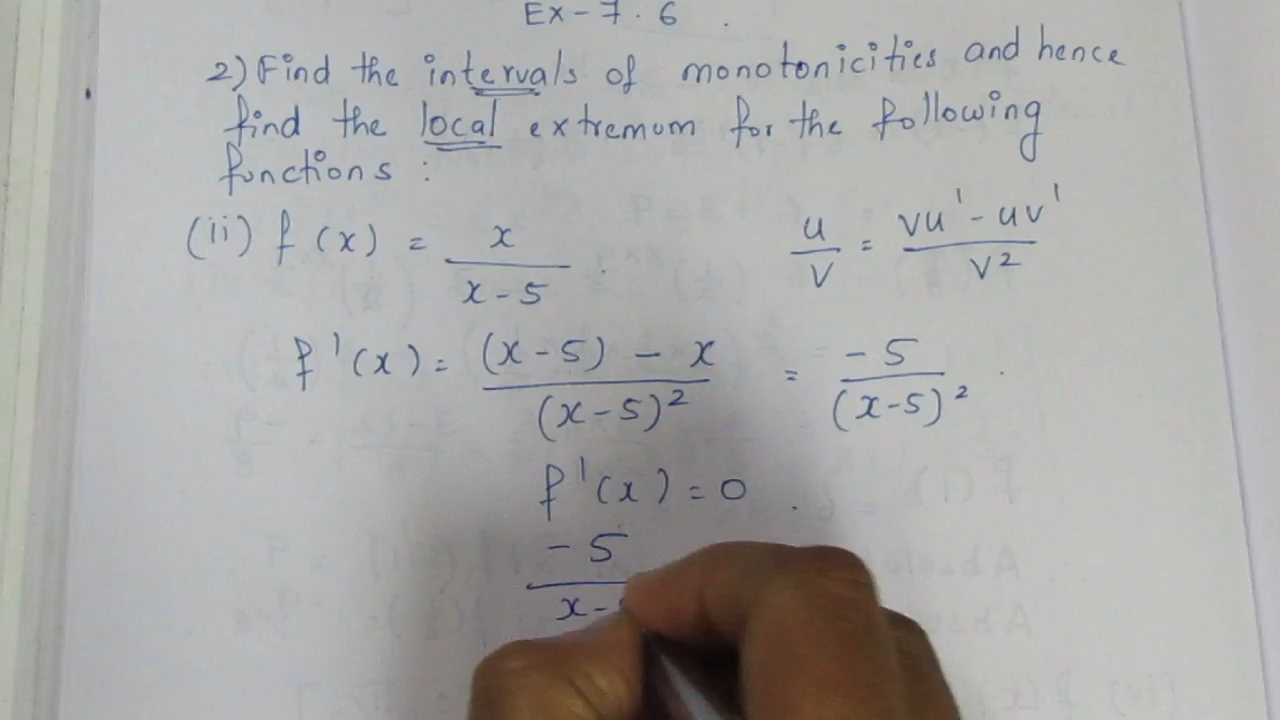 Ex-7.6
2) Find the intervals of monotonicities and hence
find the local extremum for the following
functions :
(ii) f(x) = x/(x-5)
u/v = (vu' - uv')/v²
f'(x) = ((x-5) - x)/(x-5)² = -5/(x-5)²
f'(x) = 0
-5/x-